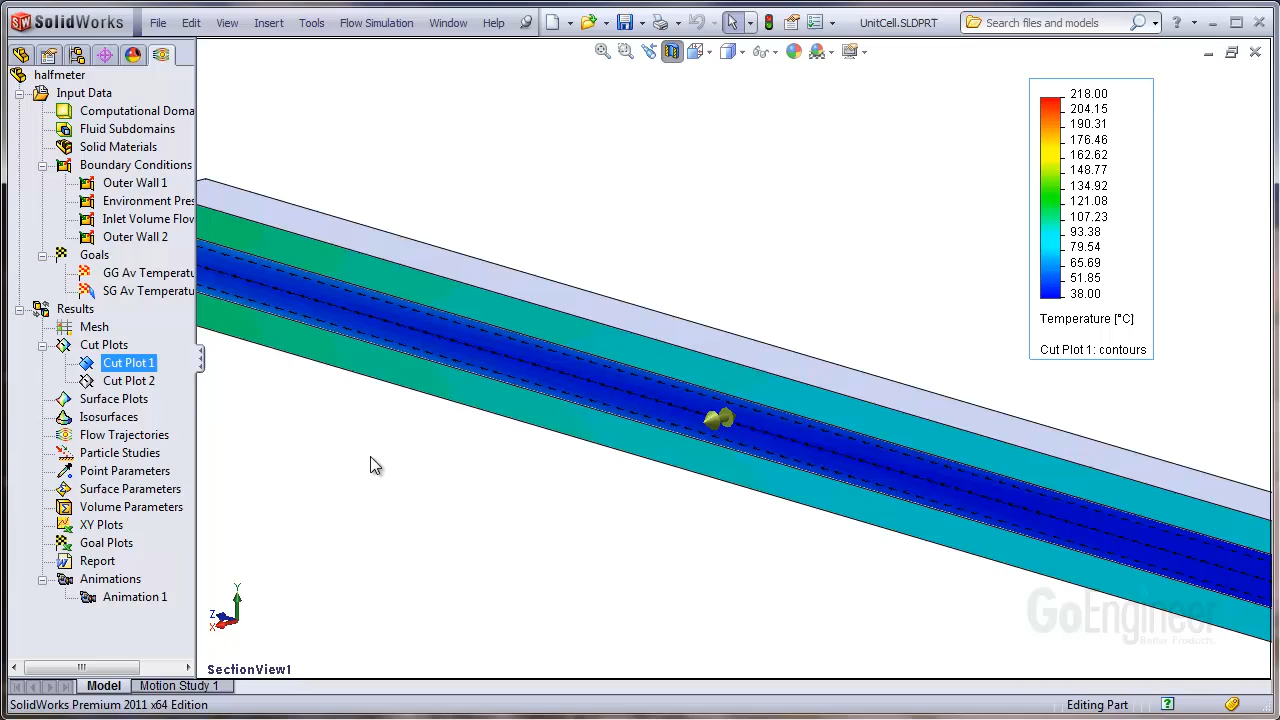 SolidWorks File Edit View Insert Tools Flow Simulation Window Help UnitCell.SLDPRT Search files and models
halfmeter
Input Data
Computational Doma
Fluid Subdomains
Solid Materials
Boundary Conditions
Outer Wall 1
Environment Pres
Inlet Volume Flow
Outer Wall 2
Goals
GG Av Temperatu
SG Av Temperatu
Results
Mesh
Cut Plots
Cut Plot 1
Cut Plot 2
Surface Plots
Isosurfaces
Flow Trajectories
Particle Studies
Point Parameters
Surface Parameters
Volume Parameters
XY Plots
Goal Plots
Report
Animations
Animation 1
218.00
204.15
190.31
176.46
162.62
148.77
134.92
121.08
107.23
93.38
79.54
65.69
51.85
38.00
Temperature [°C]
Cut Plot 1: contours
Y
Z
X
GoEngineer
Better Products.
SectionView1
Model Motion Study 1
SolidWorks Premium 2011 x64 Edition Editing Part